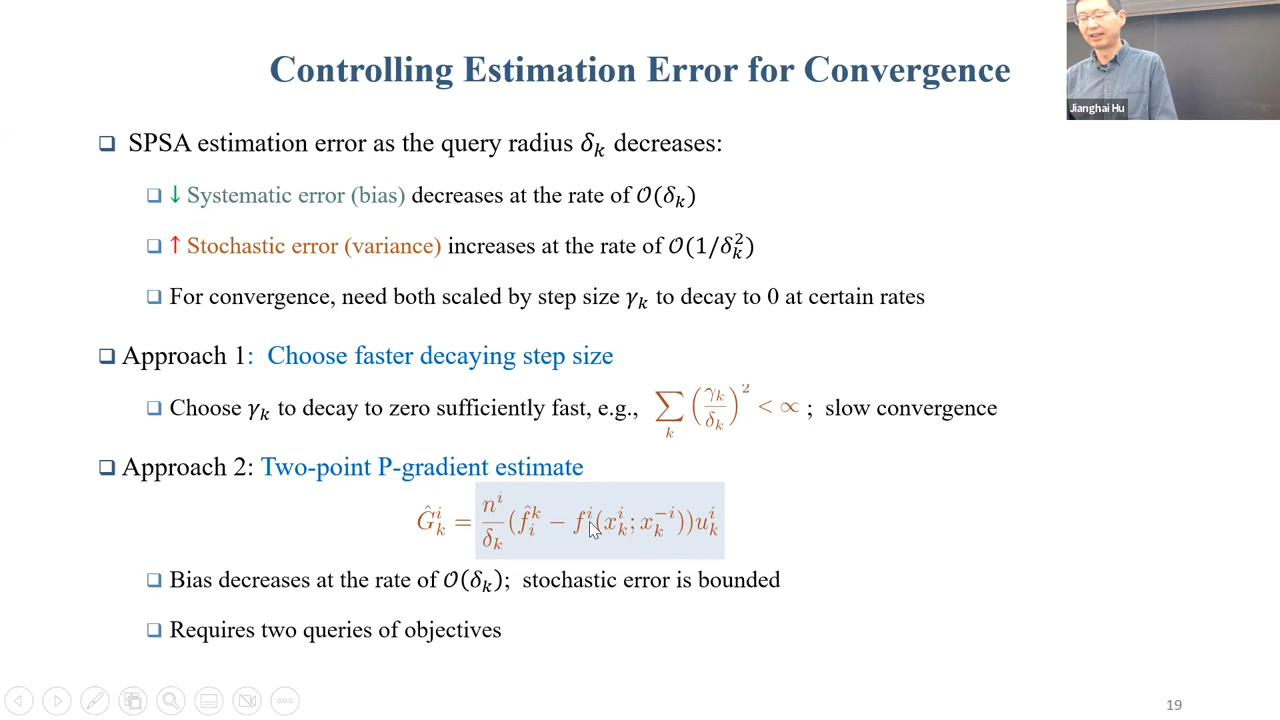 Controlling Estimation Error for Convergence
Jianghai Hu
❑ SPSA estimation error as the query radius δ_k decreases:
❑ ↓ Systematic error (bias) decreases at the rate of 𝒪(δ_k)
❑ ↑ Stochastic error (variance) increases at the rate of 𝒪(1/δ_k^2)
❑ For convergence, need both scaled by step size γ_k to decay to 0 at certain rates
❑ Approach 1: Choose faster decaying step size
❑ Choose γ_k to decay to zero sufficiently fast, e.g., ∑_k (γ_k/δ_k)^2 < ∞ ; slow convergence
❑ Approach 2: Two-point P-gradient estimate
Ĝ_k^i = n^i/δ_k (f̂_i^k − f^i(x_k^i; x_k^{−i}))u_k^i
❑ Bias decreases at the rate of 𝒪(δ_k); stochastic error is bounded
❑ Requires two queries of objectives
19